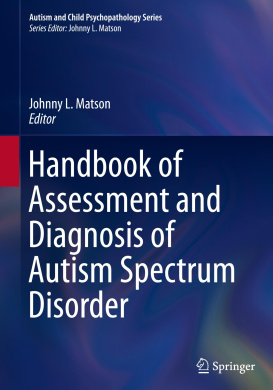 Autism and Child Psychopathology Series
Series Editor: Johnny L. Matson
Johnny L. Matson
Editor
Handbook of
Assessment and
Diagnosis of
Autism Spectrum
Disorder
Springer